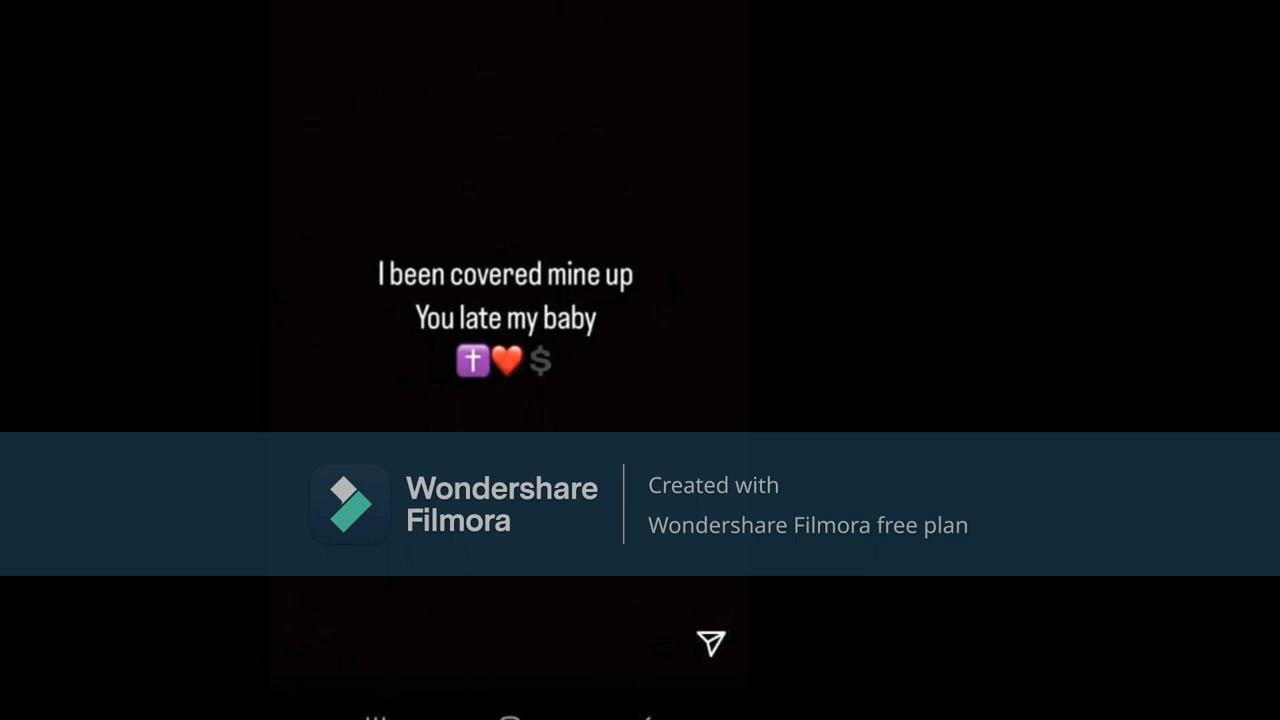 I been covered mine up
You late my baby
✝️❤️💲
Wondershare
Filmora
Created with
Wondershare Filmora free plan